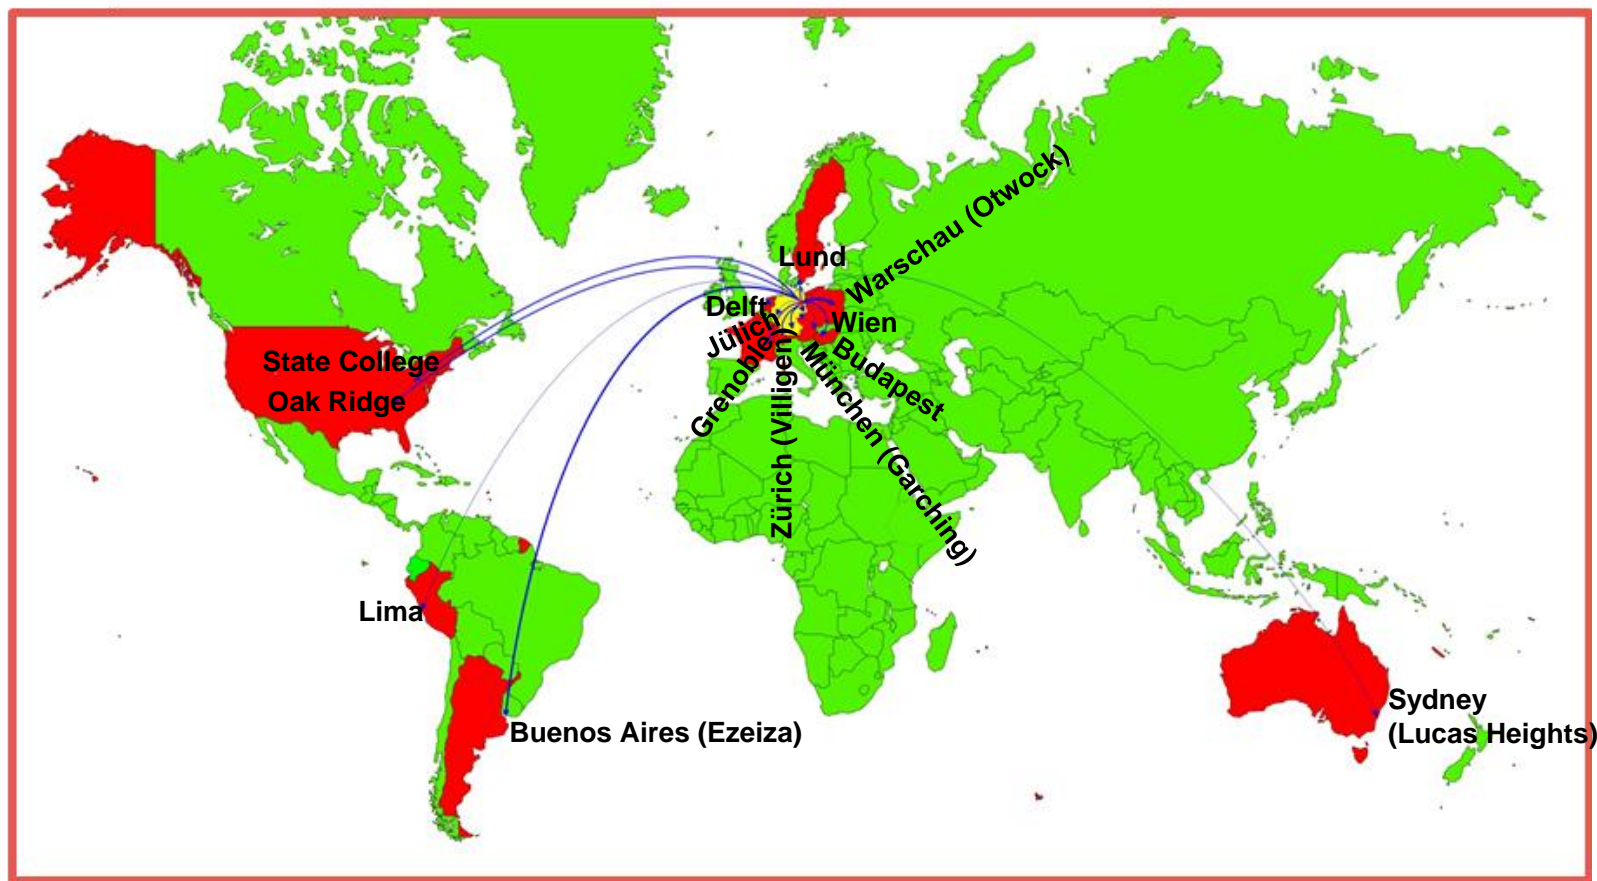 Warschau (Otwock)
Lund
Delft
Wien
Jülich
State College
Budapest
Grenoble
Oak Ridge
Zürich (Villigen)
München (Garching)
Lima
Sydney
(Lucas Heights)
Buenos Aires (Ezeiza)